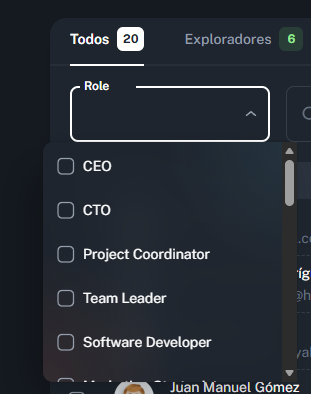 Todos 20 Exploradores 6
Role
CEO
CTO
Project Coordinator
Team Leader
Software Developer
Juan Manuel Gómez